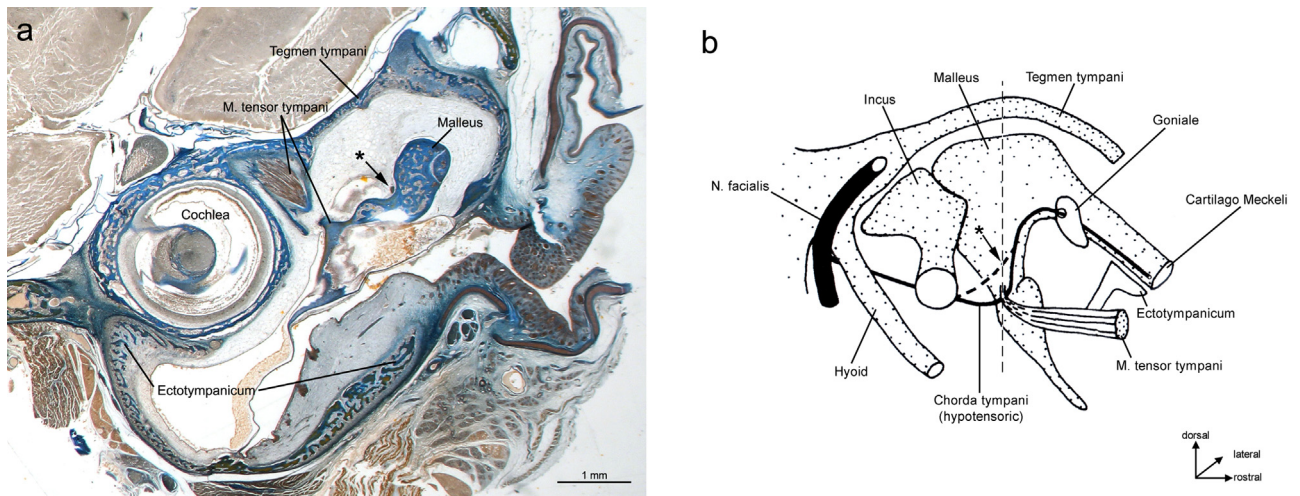 a
Tegmen tympani
M. tensor tympani
Malleus
*
Cochlea
Ectotympanicum
1 mm
b
Malleus
Tegmen tympani
Incus
Goniale
N. facialis
Cartilago Meckeli
*
Ectotympanicum
Hyoid
M. tensor tympani
Chorda tympani
(hypotensoric)
dorsal
lateral
rostral